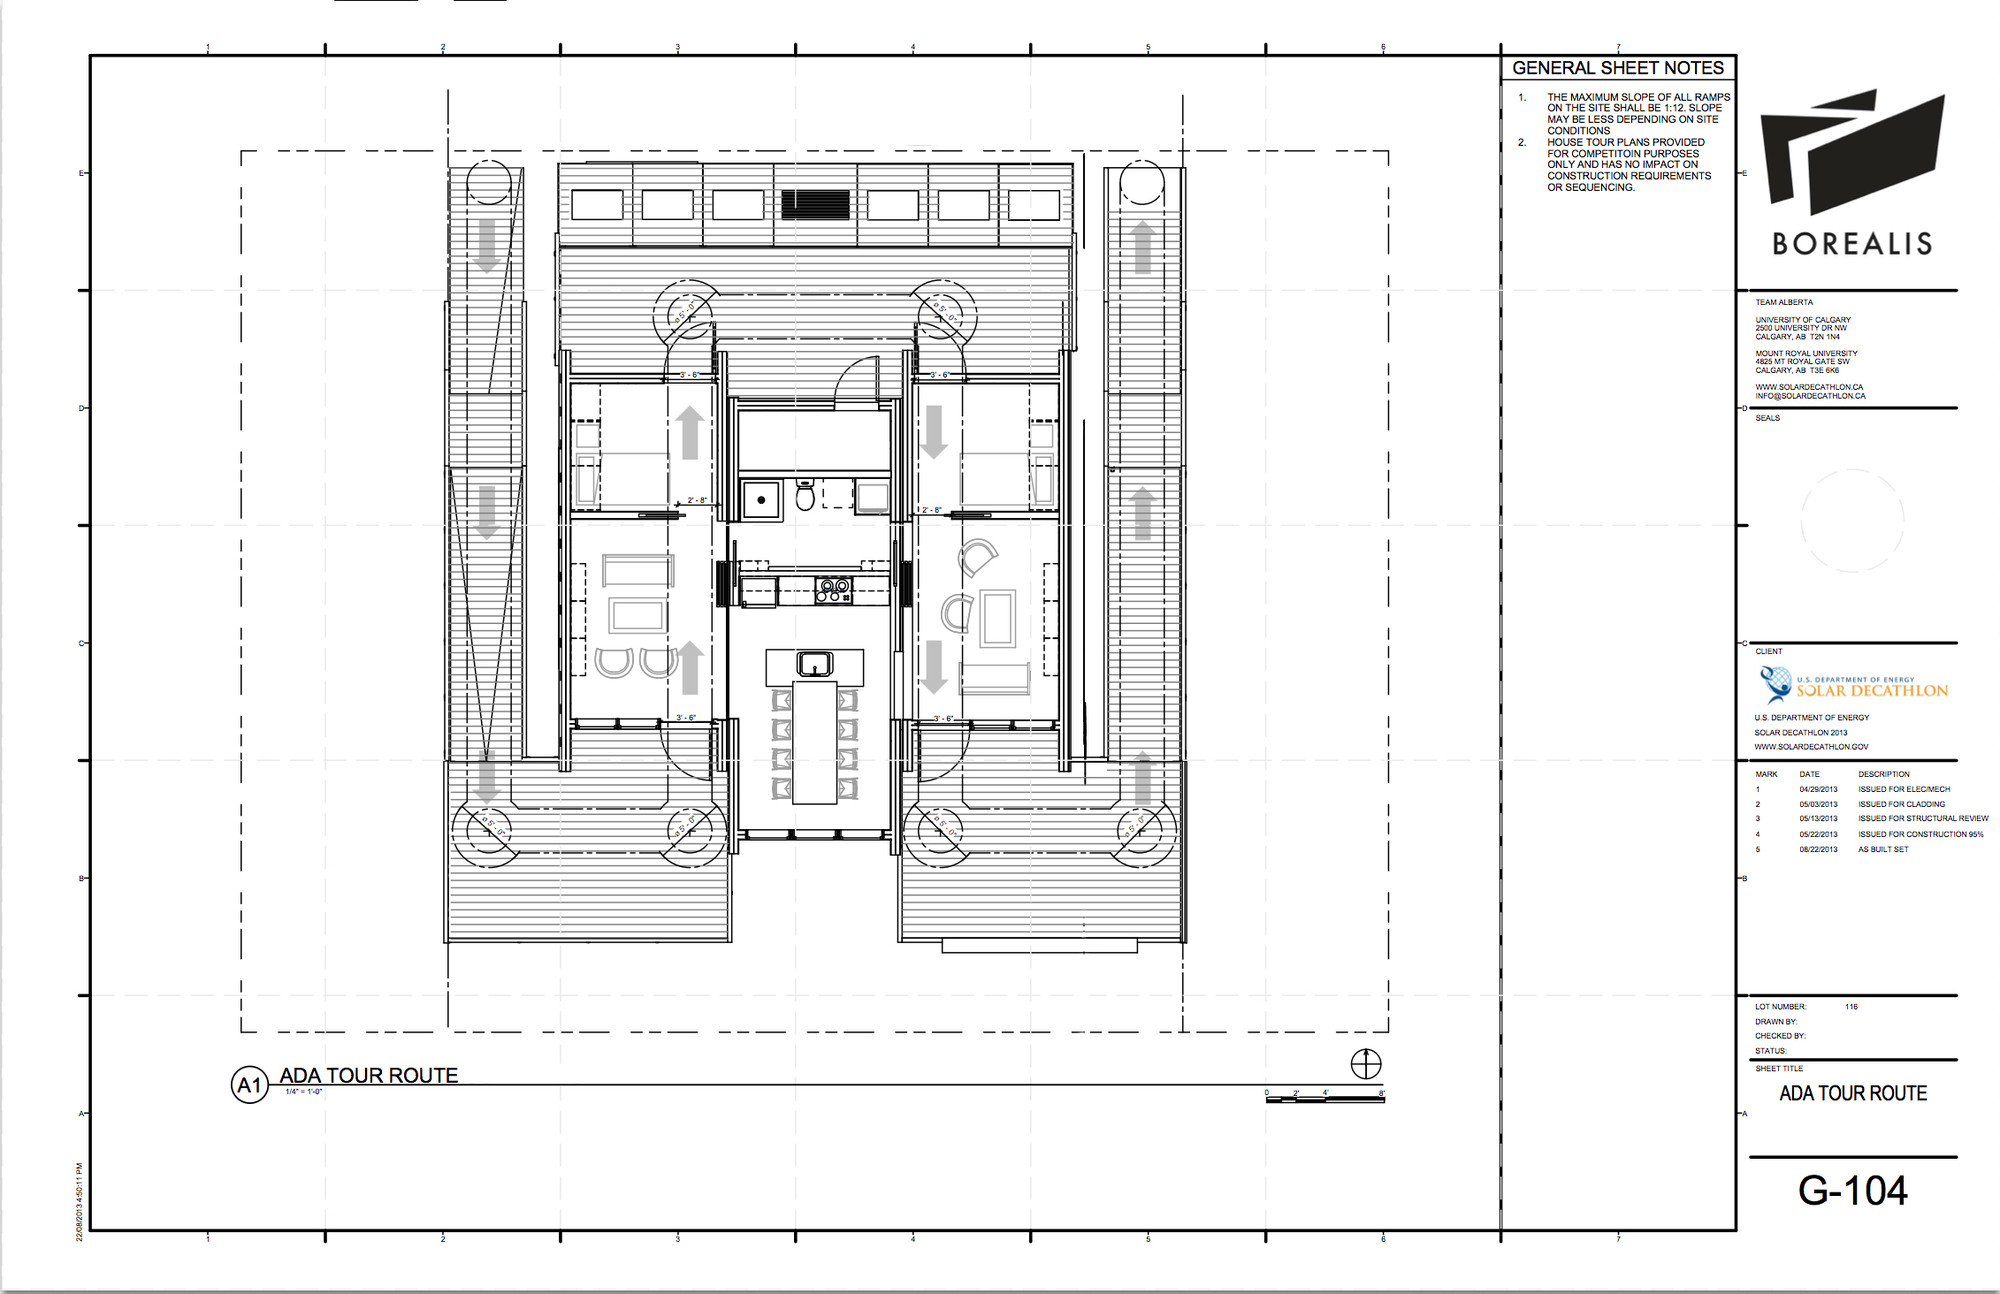 1 2 3 4 5 6 7
GENERAL SHEET NOTES
1. THE MAXIMUM SLOPE OF ALL RAMPS
ON THE SITE SHALL BE 1:12. SLOPE
MAY BE LESS DEPENDING ON SITE
CONDITIONS
2. HOUSE TOUR PLANS PROVIDED
FOR COMPETITOIN PURPOSES
ONLY AND HAS NO IMPACT ON
CONSTRUCTION REQUIREMENTS
OR SEQUENCING.
BOREALIS
TEAM ALBERTA
UNIVERSITY OF CALGARY
2500 UNIVERSITY DR NW
CALGARY, AB T2N 1N4
MOUNT ROYAL UNIVERSITY
4825 MT ROYAL GATE SW
CALGARY, AB T3E 6K6
WWW.SOLARDECATHLON.CA
INFO@SOLARDECATHLON.CA
SEALS
CLIENT
U.S. DEPARTMENT OF ENERGY
SOLAR DECATHLON
U.S. DEPARTMENT OF ENERGY
SOLAR DECATHLON 2013
WWW.SOLARDECATHLON.GOV
MARK DATE DESCRIPTION
1 04/29/2013 ISSUED FOR ELEC/MECH
2 05/03/2013 ISSUED FOR CLADDING
3 05/13/2013 ISSUED FOR STRUCTURAL REVIEW
4 05/22/2013 ISSUED FOR CONSTRUCTION 95%
5 08/22/2013 AS BUILT SET
LOT NUMBER: 116
DRAWN BY:
CHECKED BY:
STATUS:
SHEET TITLE
ADA TOUR ROUTE
G-104
E E
D D
C C
B B
A A
ø 5' - 0" ø 5' - 0"
3' - 6" 3' - 6"
2' - 8" 2' - 8"
3' - 6" 3' - 6"
ø 5' - 0" ø 5' - 0" ø 5' - 0" ø 5' - 0"
A1 ADA TOUR ROUTE
1/4" = 1'-0"
0 2' 4' 8'
22/08/2013 4:50:11 PM
1 2 3 4 5 6 7